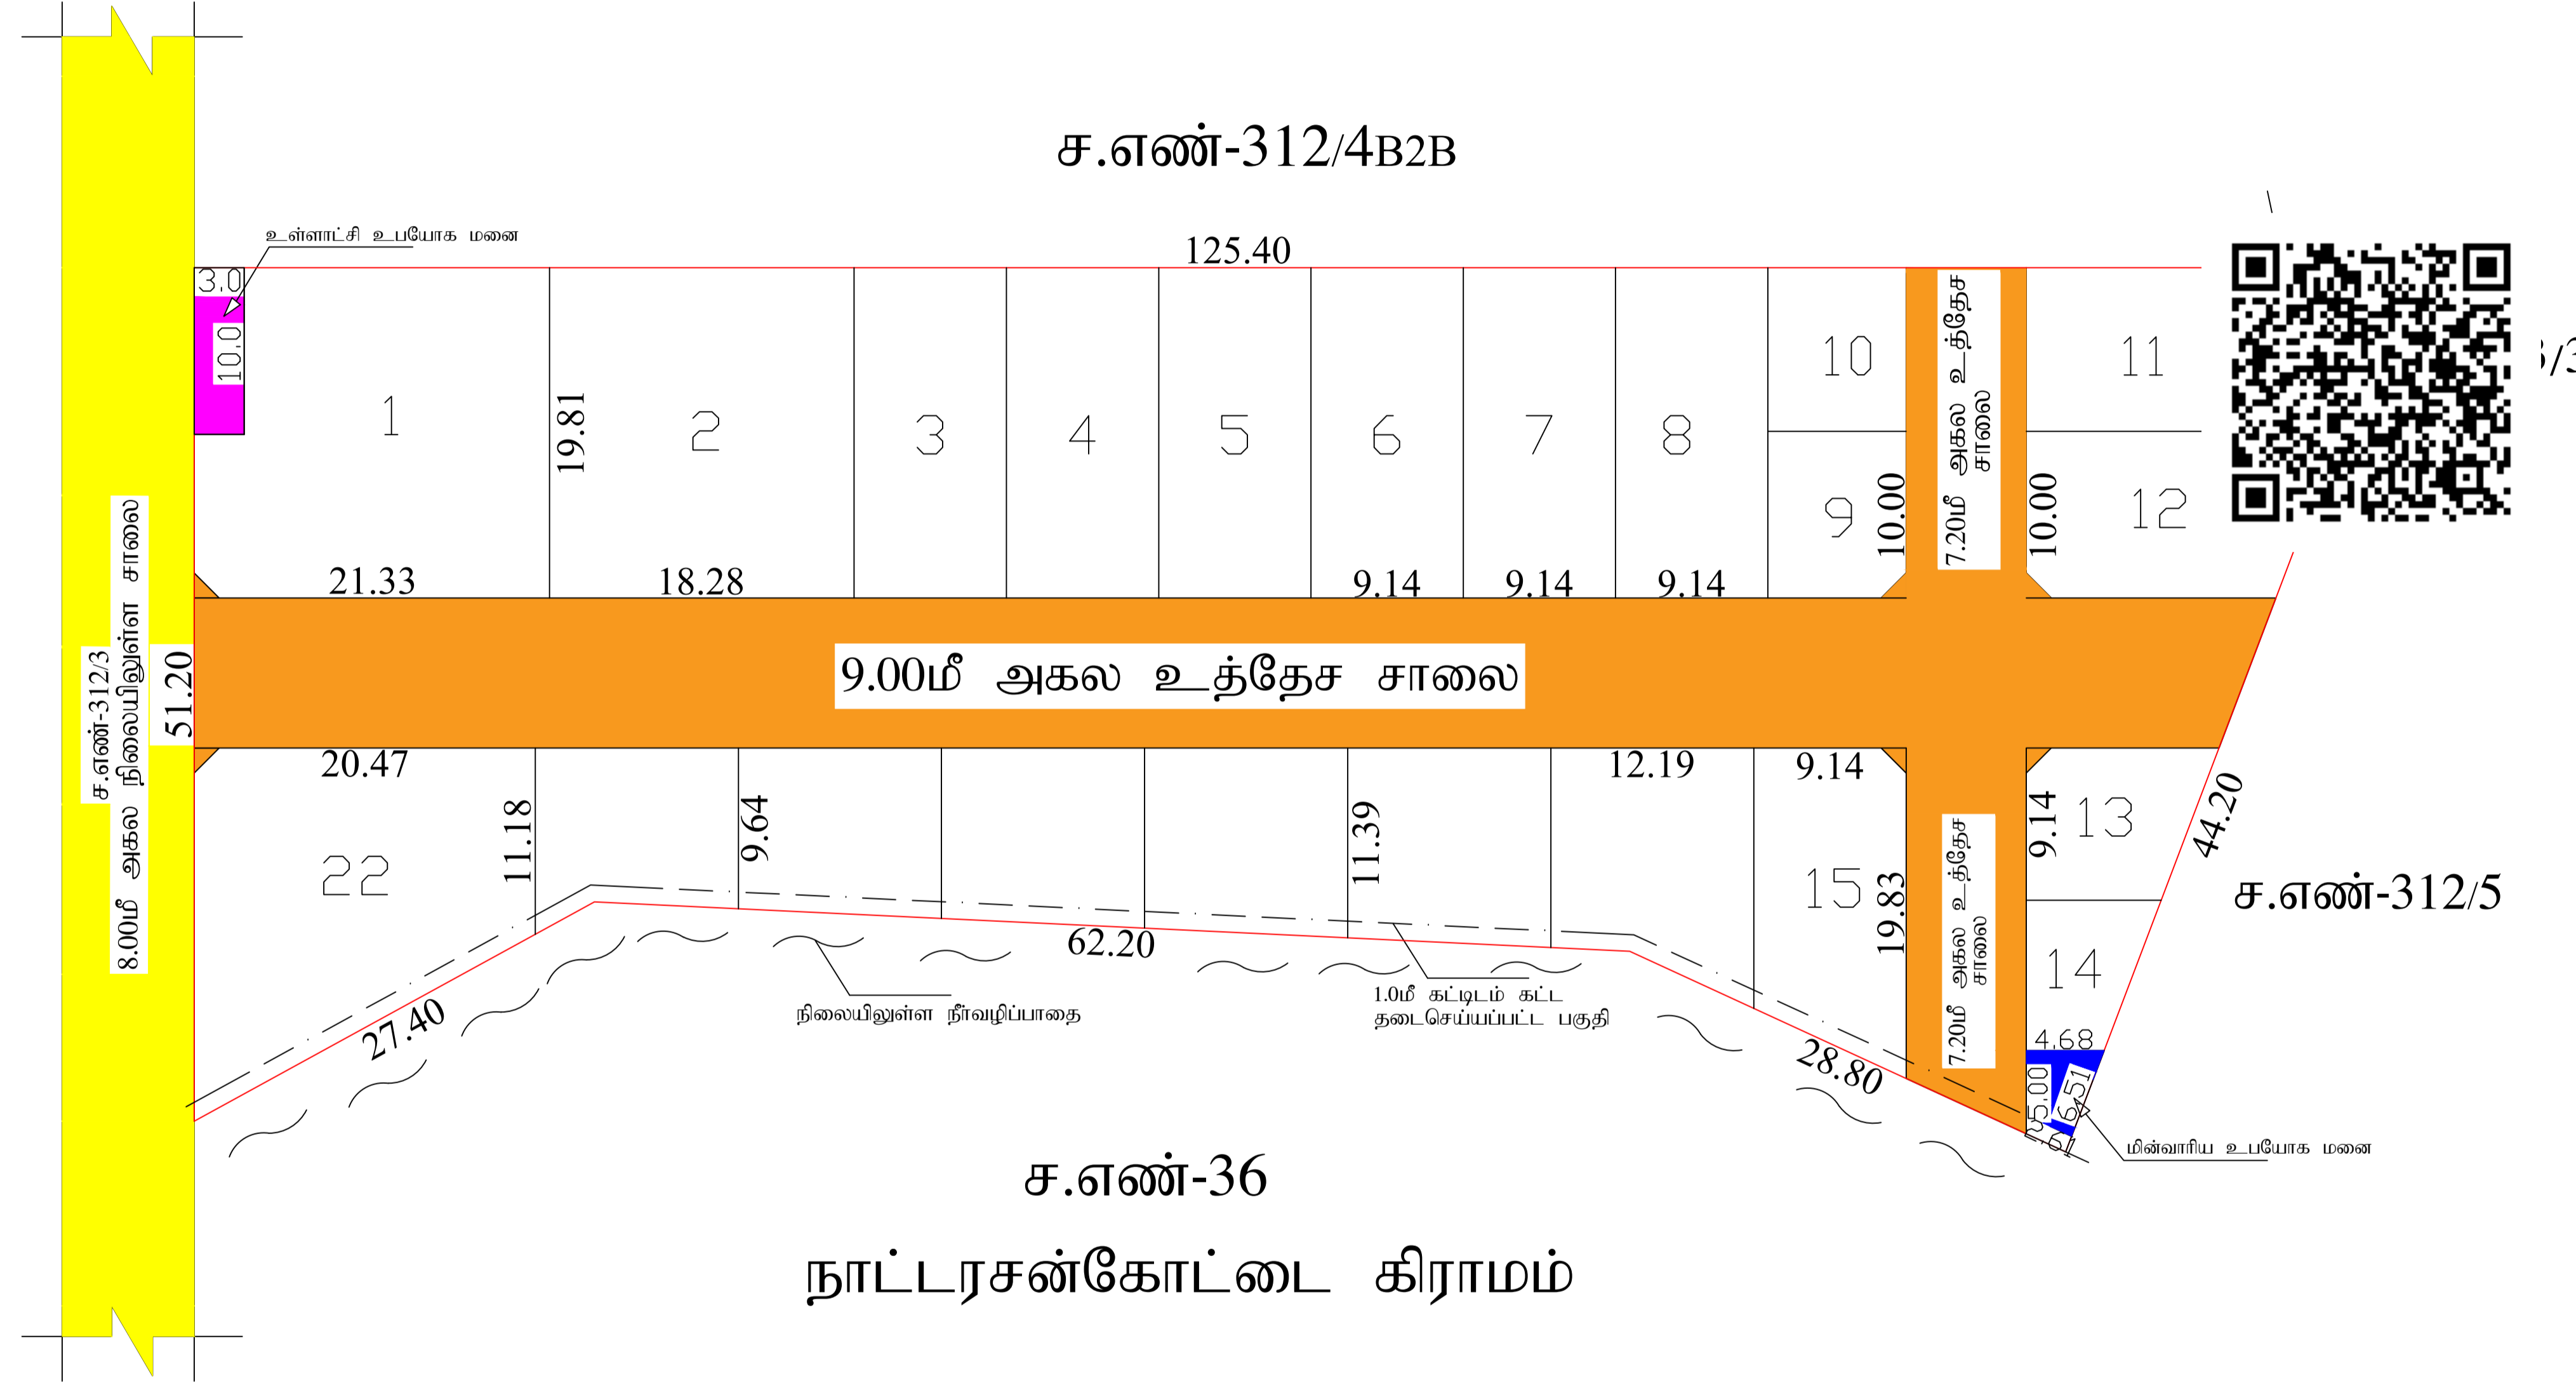 ச.எண்-312/4B2B
உள்ளாட்சி உபயோக மனை
125.40
3.0
10.0
1
19.81
2
3
4
5
6
7
8
10
9
11
12
10.00
10.00
7.20மீ அகல உத்தேச
சாலை
21.33
18.28
9.14
9.14
9.14
ச.எண்-312/3
8.00மீ அகல நிலையிலுள்ள சாலை
51.20
9.00மீ அகல உத்தேச சாலை
20.47
12.19
9.14
22
11.18
9.64
11.39
15
19.83
7.20மீ அகல உத்தேச
சாலை
9.14
13
14
44.20
ச.எண்-312/5
62.20
27.40
28.80
நிலையிலுள்ள நீர்வழிப்பாதை
1.0மீ கட்டிடம் கட்ட
தடைசெய்யப்பட்ட பகுதி
4.68
5.00
6.51
மின்வாரிய உபயோக மனை
ச.எண்-36
நாட்டரசன்கோட்டை கிராமம்